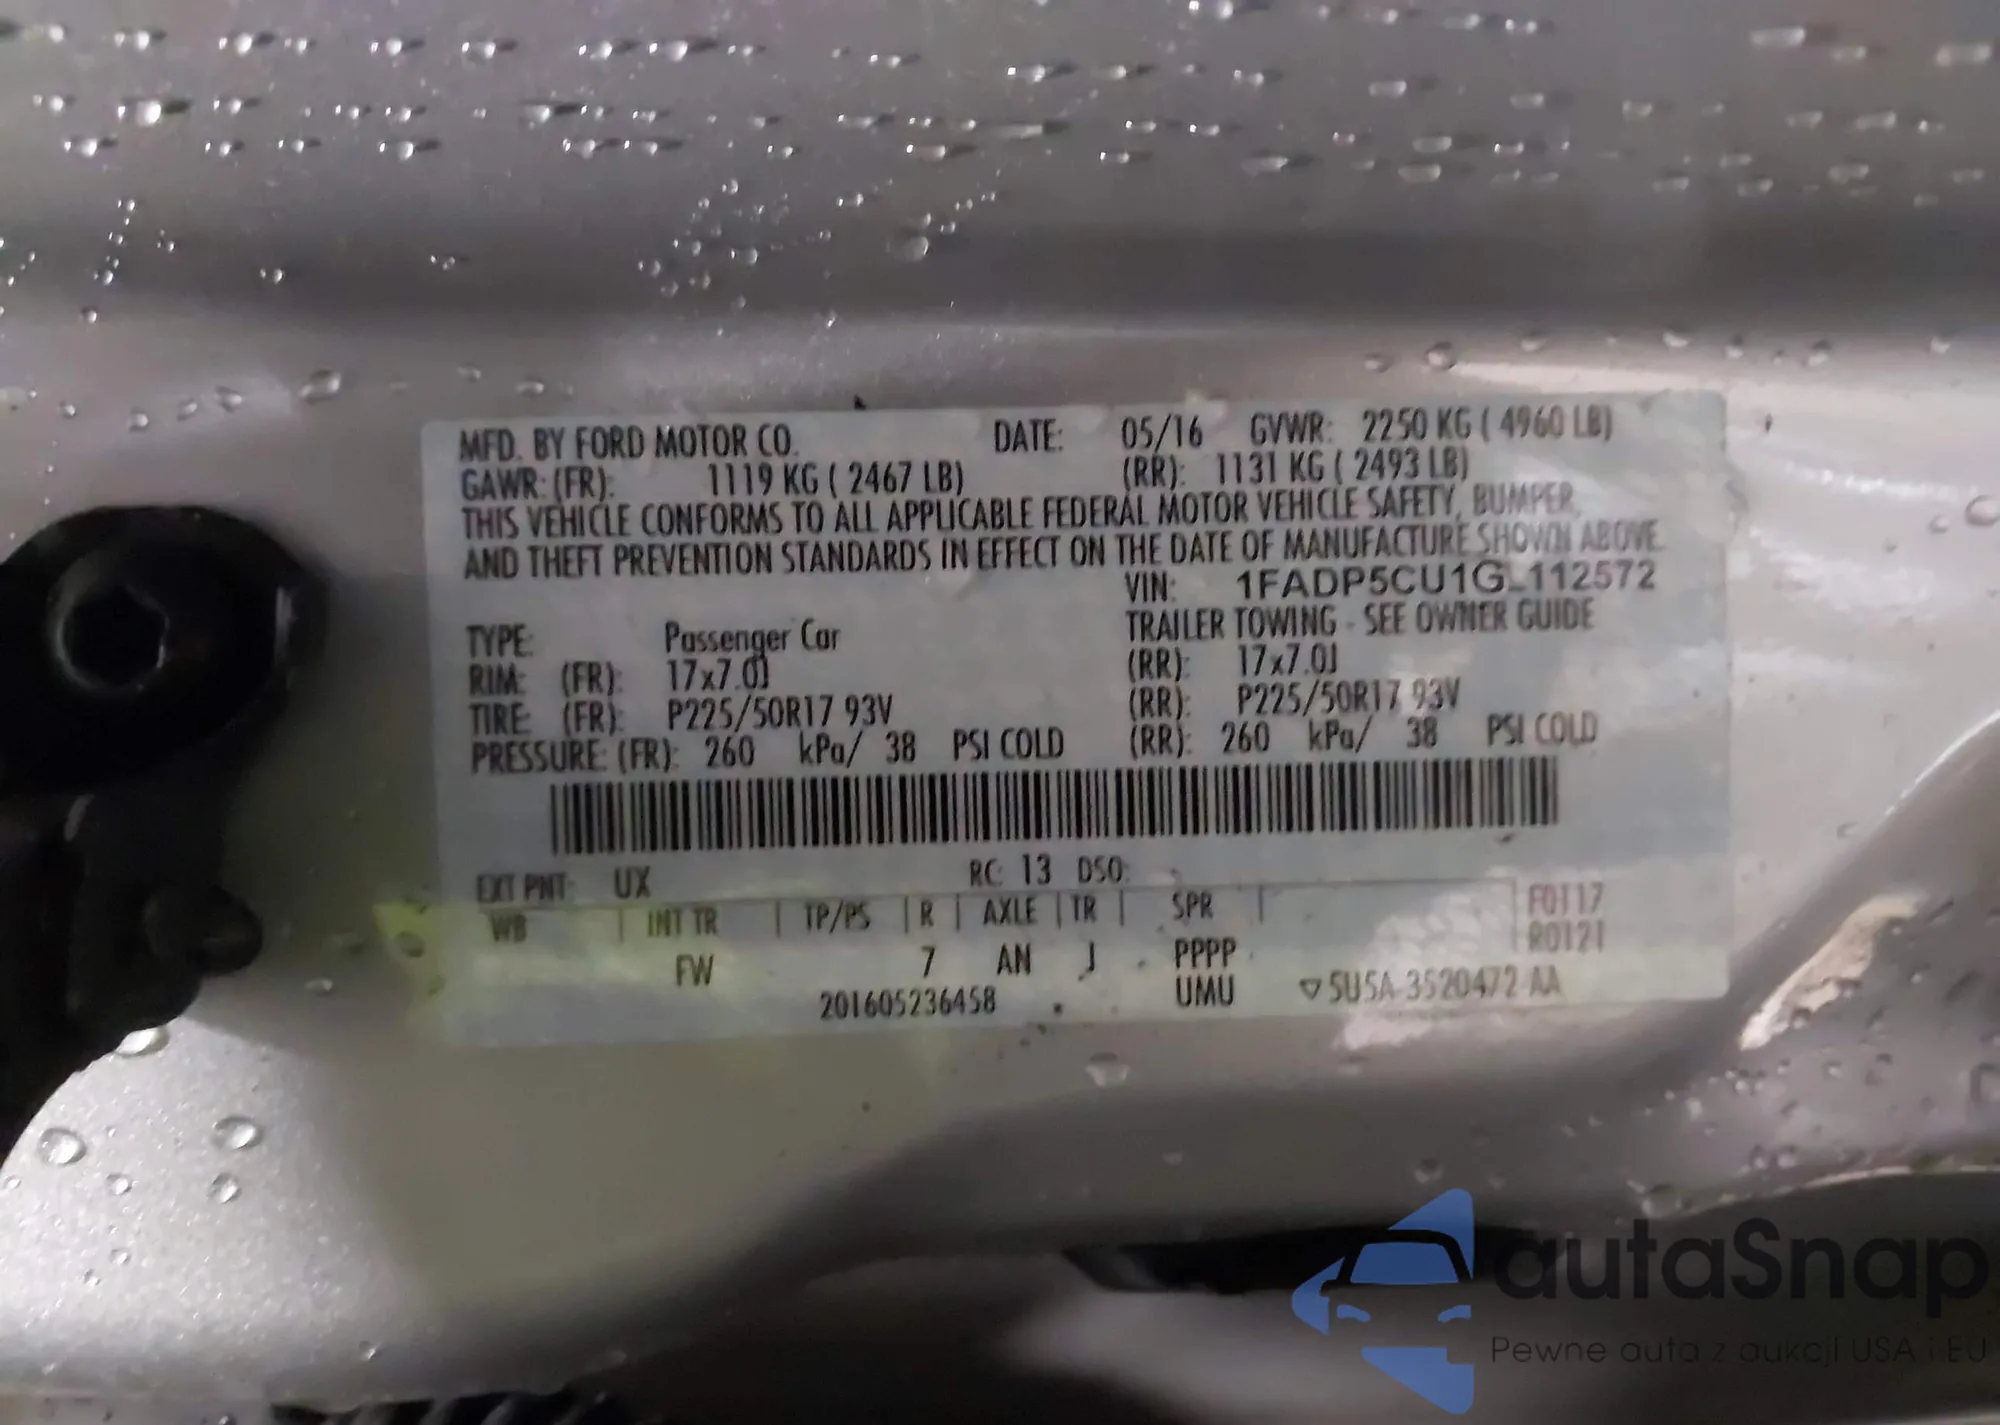 MFD. BY FORD MOTOR CO. DATE: 05/16 GVWR: 2250 KG ( 4960 LB)
GAWR: (FR): 1119 KG ( 2467 LB) (RR): 1131 KG ( 2493 LB)
THIS VEHICLE CONFORMS TO ALL APPLICABLE FEDERAL MOTOR VEHICLE SAFETY, BUMPER,
AND THEFT PREVENTION STANDARDS IN EFFECT ON THE DATE OF MANUFACTURE SHOWN ABOVE.
VIN: 1FADP5CU1GL112572
TYPE: Passenger Car TRAILER TOWING - SEE OWNER GUIDE
RIM: (FR): 17x7.0J (RR): 17x7.0J
TIRE: (FR): P225/50R17 93V (RR): P225/50R17 93V
PRESSURE: (FR): 260 kPa/ 38 PSI COLD (RR): 260 kPa/ 38 PSI COLD
EXT PNT: UX RC: 13 DSO:
WB | INT TR | TP/PS | R | AXLE | TR | SPR | F0117
R0121
FW 7 AN J PPPP
201605236458 UMU ▽5U5A-3520472-AA
autaSnap
Pewne auta z aukcji USA i EU